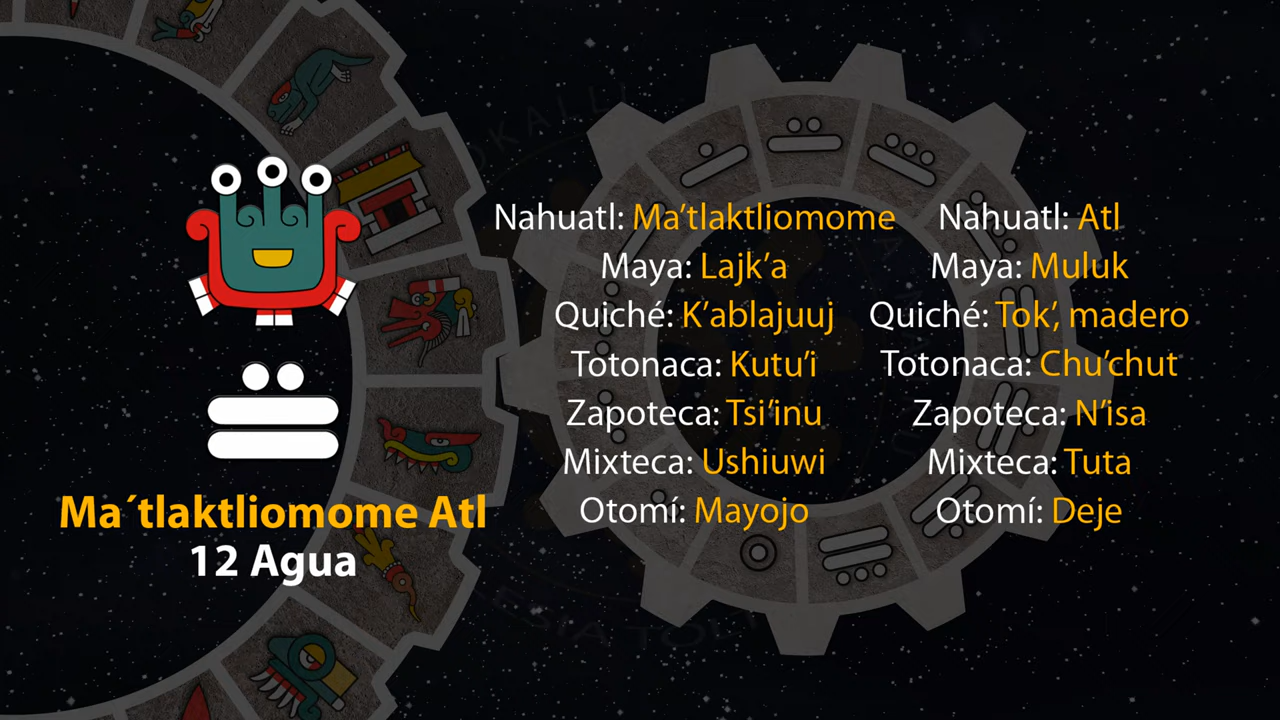 Nahuatl: Ma’tlaktliomome
Maya: Lajk’a
Quiché: K’ablajuuj
Totonaca: Kutu’i
Zapoteca: Tsi’inu
Mixteca: Ushiuwi
Otomí: Mayojo
Nahuatl: Atl
Maya: Muluk
Quiché: Tok’, madero
Totonaca: Chu’chut
Zapoteca: N’isa
Mixteca: Tuta
Otomí: Deje
Ma´tlaktliomome Atl
12 Agua